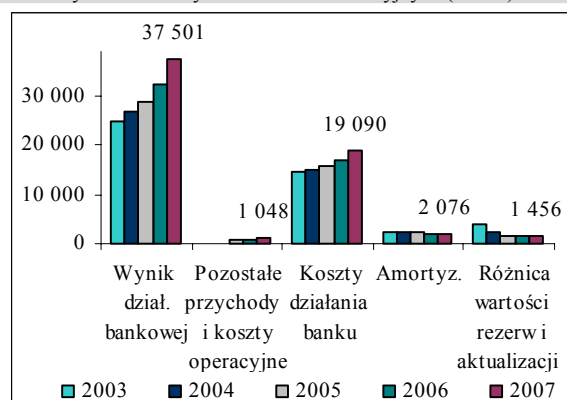 37 501
19 090
1 048
2 076
1 456
30 000
20 000
10 000
0
Wynik dział. bankowej
Pozostałe przychody i koszty operacyjne
Koszty działania banku
Amortyz.
Różnica wartości rezerw i aktualizacji
2003 2004 2005 2006 2007